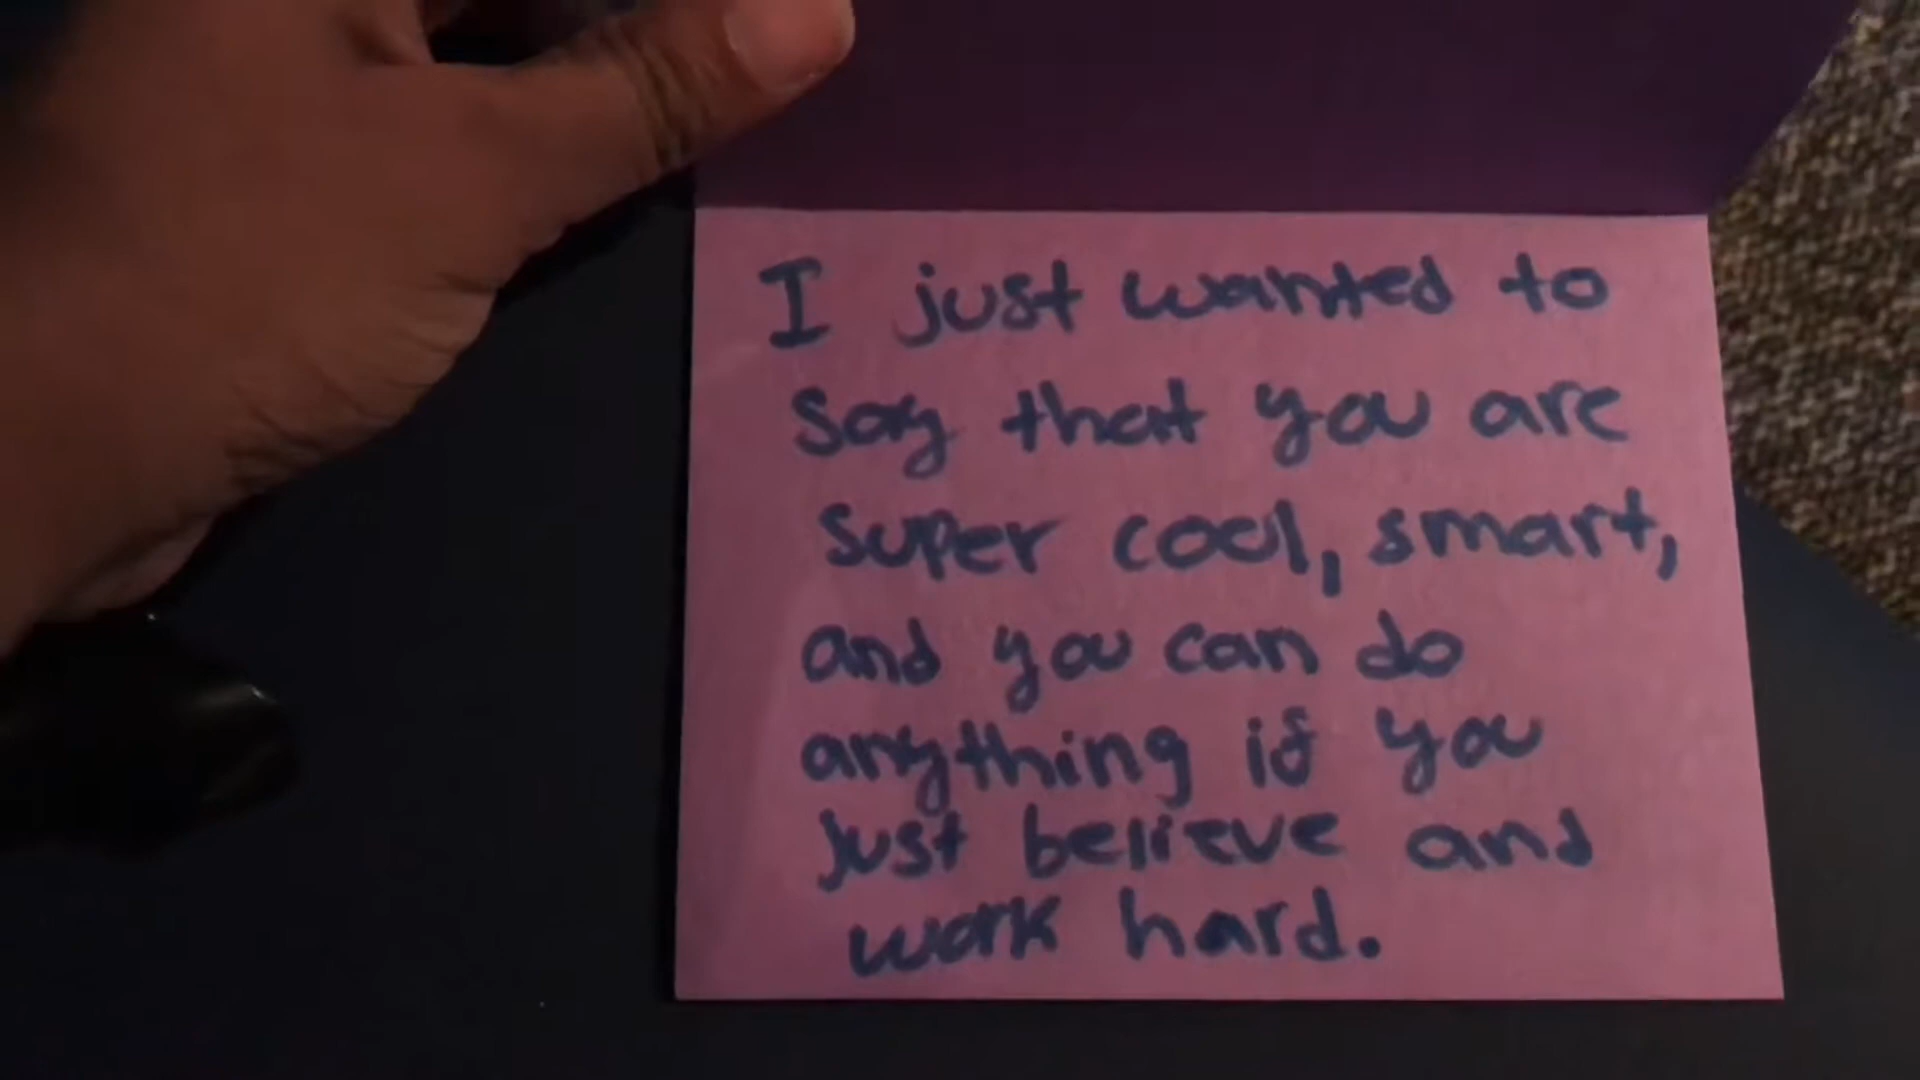 I just wanted to
say that you are
super cool, smart,
and you can do
anything if you
just believe and
work hard.